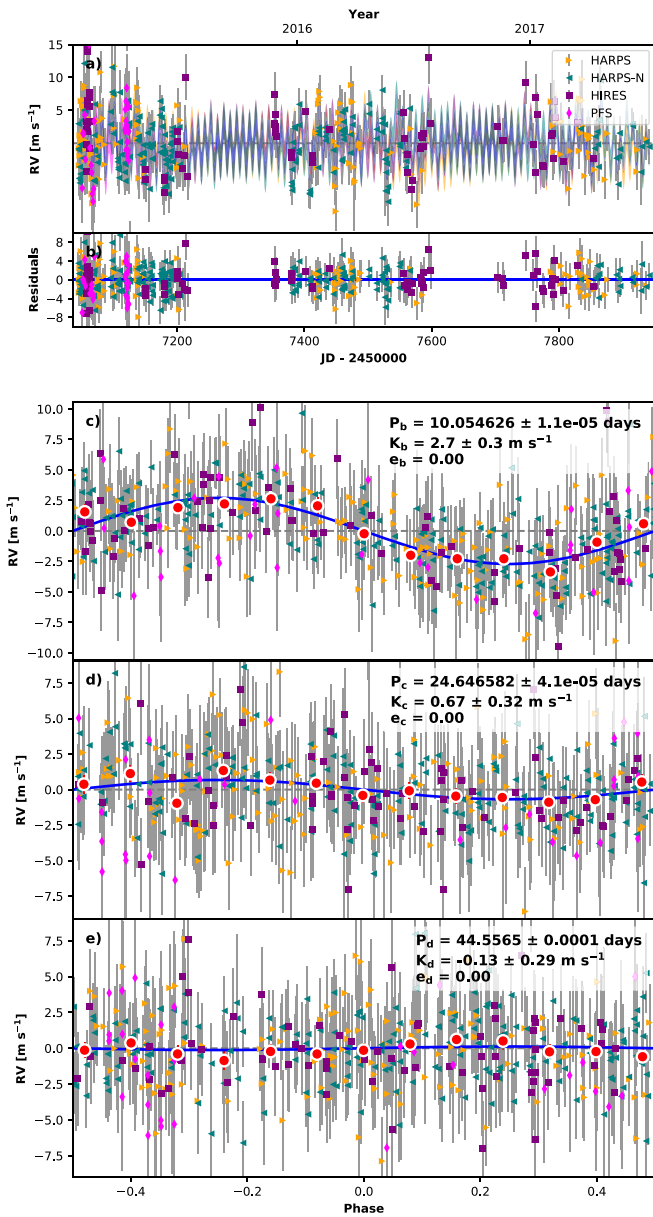 Year
2016 2017
15
a)
HARPS
HARPS-N
HIRES
PFS
10
5
RV [m s⁻¹]
8
b)
4
0
−4
−8
Residuals
7200 7400 7600 7800
JD - 2450000
10.0
c)
P_b = 10.054626 ± 1.1e-05 days
K_b = 2.7 ± 0.3 m s⁻¹
e_b = 0.00
7.5
5.0
2.5
0.0
−2.5
−5.0
−7.5
−10.0
RV [m s⁻¹]
d)
P_c = 24.646582 ± 4.1e-05 days
K_c = 0.67 ± 0.32 m s⁻¹
e_c = 0.00
7.5
5.0
2.5
0.0
−2.5
−5.0
−7.5
RV [m s⁻¹]
e)
P_d = 44.5565 ± 0.0001 days
K_d = -0.13 ± 0.29 m s⁻¹
e_d = 0.00
7.5
5.0
2.5
0.0
−2.5
−5.0
−7.5
RV [m s⁻¹]
−0.4 −0.2 0.0 0.2 0.4
Phase